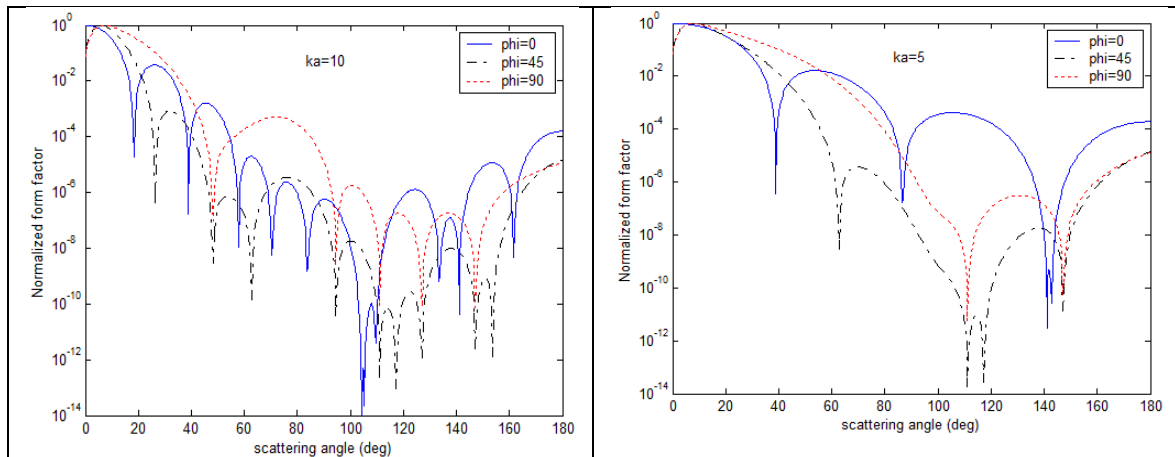 10^0
10^-2
10^-4
10^-6
10^-8
10^-10
10^-12
10^-14
Normalized form factor
ka=10
phi=0
phi=45
phi=90
0 20 40 60 80 100 120 140 160 180
scattering angle (deg)
10^0
10^-2
10^-4
10^-6
10^-8
10^-10
10^-12
10^-14
Normalized form factor
ka=5
phi=0
phi=45
phi=90
0 20 40 60 80 100 120 140 160 180
scattering angle (deg)